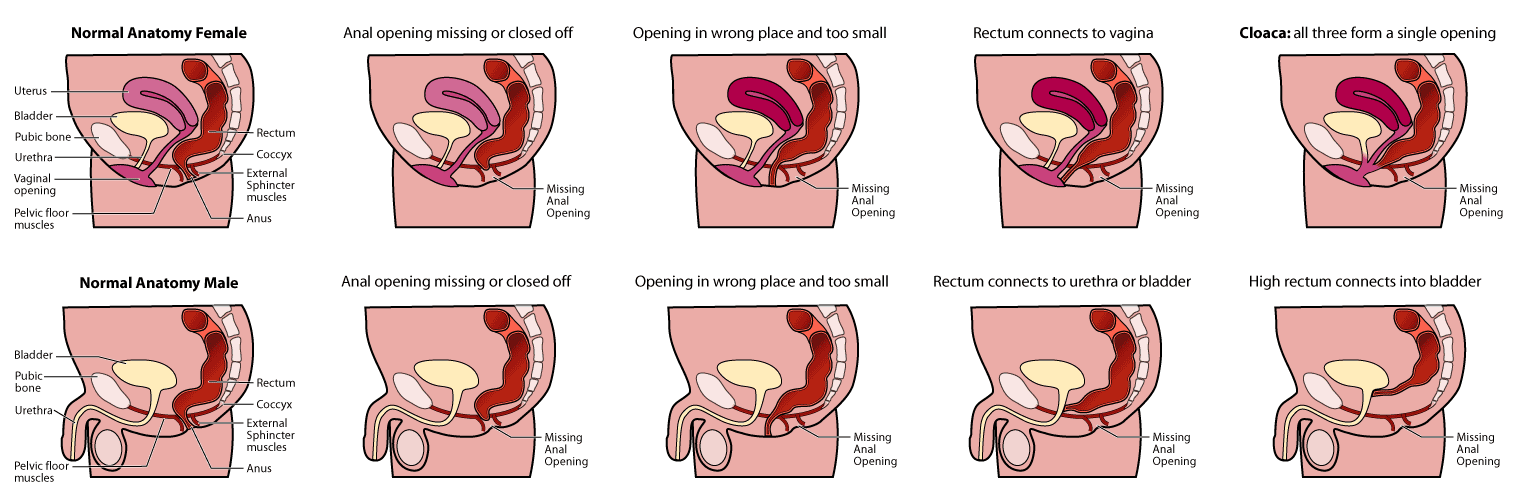 Normal Anatomy Female
Anal opening missing or closed off
Opening in wrong place and too small
Rectum connects to vagina
Cloaca: all three form a single opening
Uterus
Bladder
Pubic bone
Urethra
Vaginal
opening
Pelvic floor
muscles
Rectum
Coccyx
External
Sphincter
muscles
Anus
Missing
Anal
Opening
Missing
Anal
Opening
Missing
Anal
Opening
Missing
Anal
Opening
Normal Anatomy Male
Anal opening missing or closed off
Opening in wrong place and too small
Rectum connects to urethra or bladder
High rectum connects into bladder
Bladder
Pubic
bone
Urethra
Pelvic floor
muscles
Rectum
Coccyx
External
Sphincter
muscles
Anus
Missing
Anal
Opening
Missing
Anal
Opening
Missing
Anal
Opening
Missing
Anal
Opening